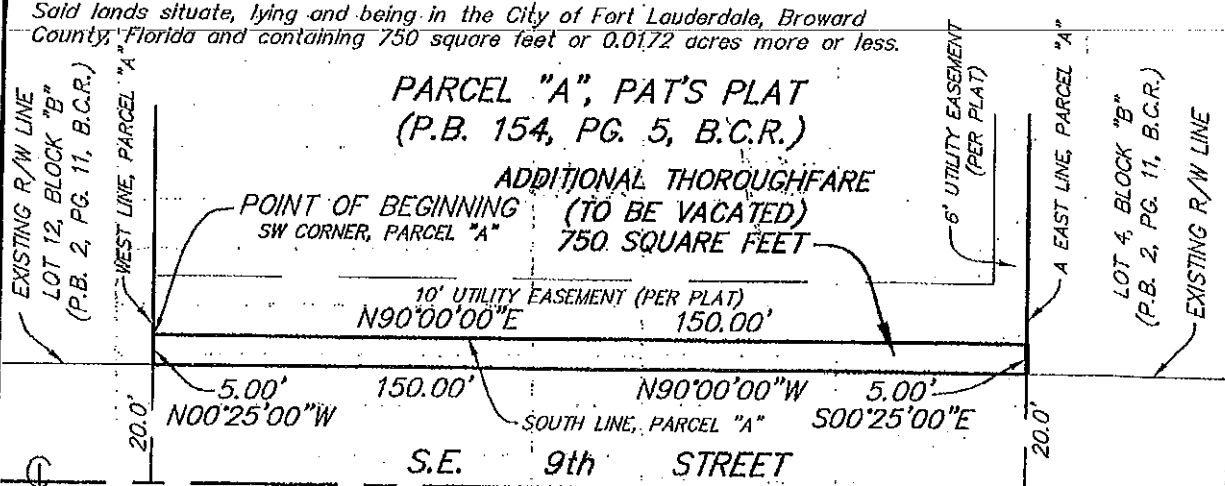 Said lands situate, lying and being in the City of Fort Lauderdale, Broward
County, Florida and containing 750 square feet or 0.0172 acres more or less.
EXISTING R/W LINE
LOT 12, BLOCK "B"
(P.B. 2, PG. 11, B.C.R.)
WEST LINE, PARCEL "A"
PARCEL "A", PAT'S PLAT
(P.B. 154, PG. 5, B.C.R.)
ADDITIONAL THOROUGHFARE
(TO BE VACATED)
750 SQUARE FEET
POINT OF BEGINNING
SW CORNER, PARCEL "A"
6' UTILITY EASEMENT
(PER PLAT)
A EAST LINE, PARCEL "A"
LOT 4, BLOCK "B"
(P.B. 2, PG. 11, B.C.R.)
EXISTING R/W LINE
10' UTILITY EASEMENT (PER PLAT)
N90°00'00"E 150.00'
5.00' 150.00' N90°00'00"W 5.00'
N00°25'00"W SOUTH LINE, PARCEL "A" S00°25'00"E
20.0' 20.0'
S.E. 9th STREET